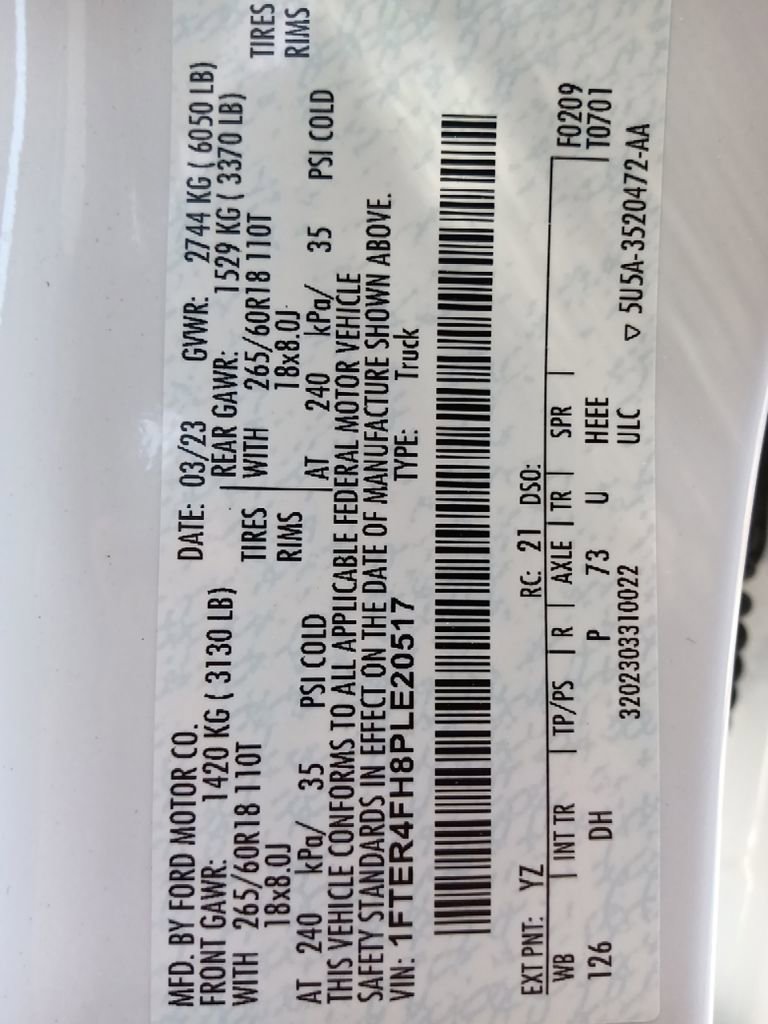 MFD. BY FORD MOTOR CO.
DATE: 03/23 GVWR: 2744 KG ( 6050 LB)
FRONT GAWR: 1420 KG ( 3130 LB) REAR GAWR: 1529 KG ( 3370 LB)
WITH 265/60R18 110T TIRES WITH 265/60R18 110T TIRES
18x8.0J RIMS 18x8.0J RIMS
AT 240 kPa/ 35 PSI COLD AT 240 kPa/ 35 PSI COLD
THIS VEHICLE CONFORMS TO ALL APPLICABLE FEDERAL MOTOR VEHICLE
SAFETY STANDARDS IN EFFECT ON THE DATE OF MANUFACTURE SHOWN ABOVE.
VIN: 1FTER4FH8PLE20517 TYPE: Truck
EXT PNT: YZ RC: 21 DSO:
WB INT TR TP/PS R AXLE TR SPR F0209
126 DH P 73 U HEEE T0701
3202303310022 ULC
▽ 5U5A-3520472-AA